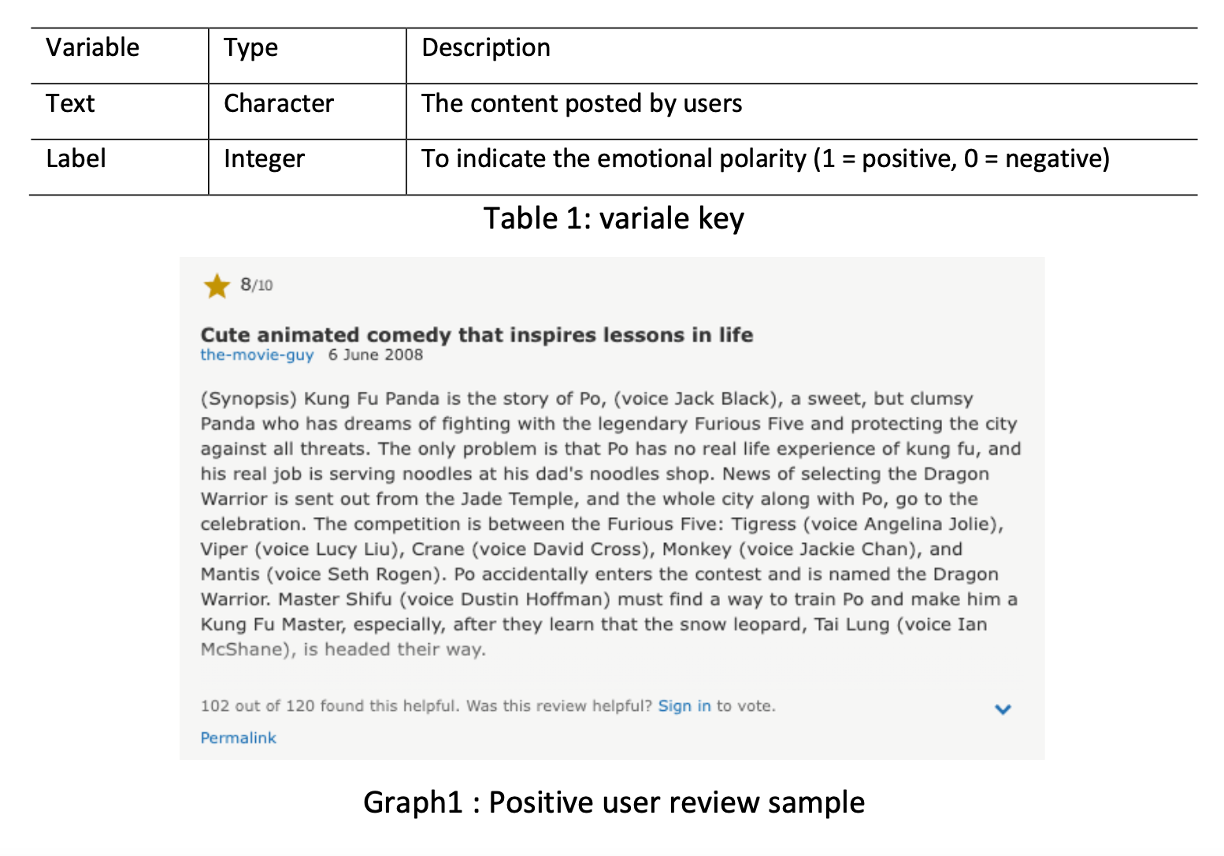 Variable Type Description
Text Character The content posted by users
Label Integer To indicate the emotional polarity (1 = positive, 0 = negative)
Table 1: variale key
8/10
Cute animated comedy that inspires lessons in life
the-movie-guy 6 June 2008
(Synopsis) Kung Fu Panda is the story of Po, (voice Jack Black), a sweet, but clumsy
Panda who has dreams of fighting with the legendary Furious Five and protecting the city
against all threats. The only problem is that Po has no real life experience of kung fu, and
his real job is serving noodles at his dad's noodles shop. News of selecting the Dragon
Warrior is sent out from the Jade Temple, and the whole city along with Po, go to the
celebration. The competition is between the Furious Five: Tigress (voice Angelina Jolie),
Viper (voice Lucy Liu), Crane (voice David Cross), Monkey (voice Jackie Chan), and
Mantis (voice Seth Rogen). Po accidentally enters the contest and is named the Dragon
Warrior. Master Shifu (voice Dustin Hoffman) must find a way to train Po and make him a
Kung Fu Master, especially, after they learn that the snow leopard, Tai Lung (voice Ian
McShane), is headed their way.
102 out of 120 found this helpful. Was this review helpful? Sign in to vote.
Permalink
Graph1 : Positive user review sample